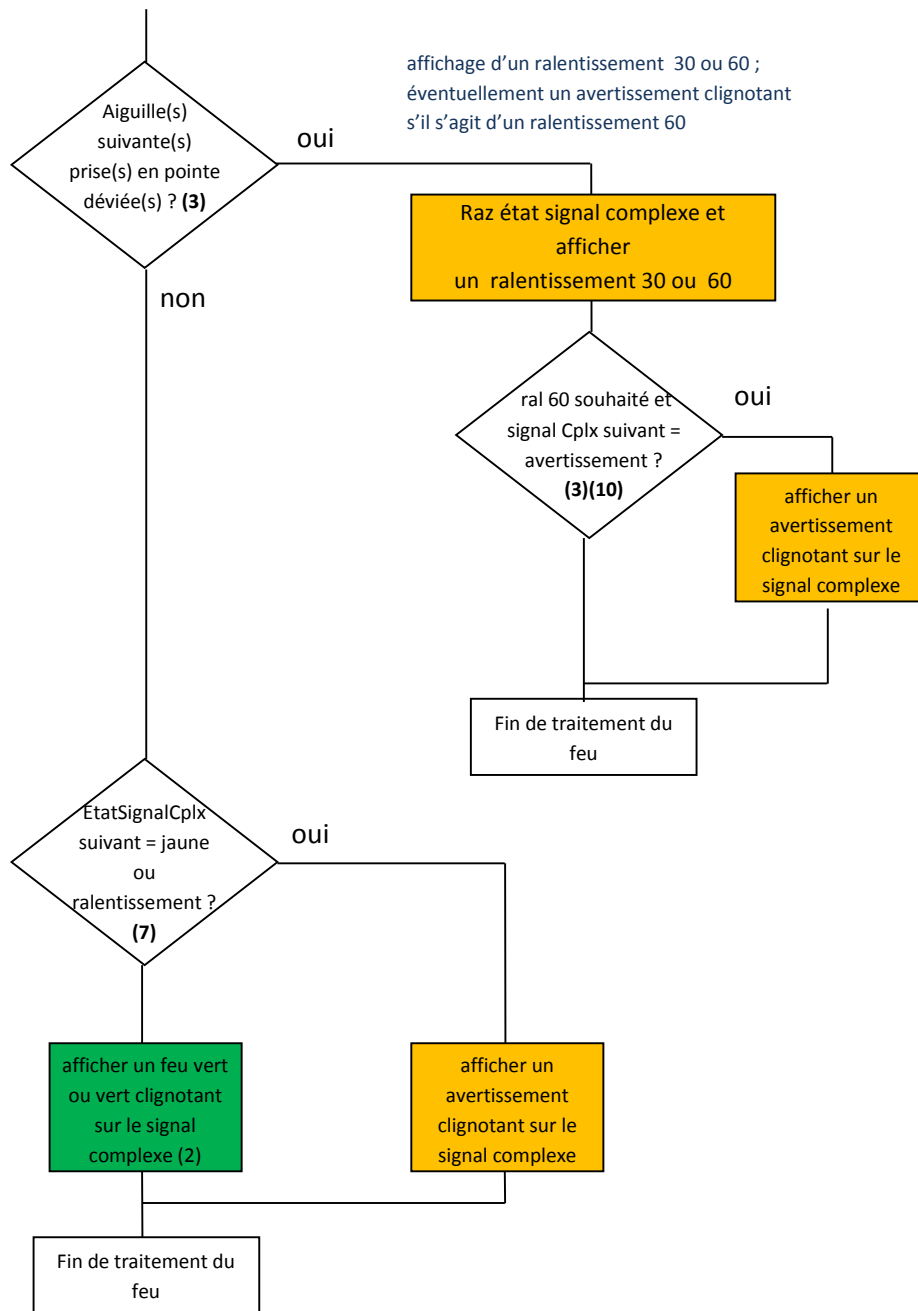 affichage d'un ralentissement 30 ou 60 ;
éventuellement un avertissement clignotant
s'il s'agit d'un ralentissement 60
Aiguille(s)
suivante(s)
prise(s) en pointe
déviée(s) ? (3)
oui
Raz état signal complexe et
afficher
un ralentissement 30 ou 60
non
ral 60 souhaité et
signal Cplx suivant =
avertissement ?
(3)(10)
oui
afficher un
avertissement
clignotant sur le
signal complexe
Fin de traitement du
feu
EtatSignalCplx
suivant = jaune
ou
ralentissement ?
(7)
oui
afficher un feu vert
ou vert clignotant
sur le signal
complexe (2)
afficher un
avertissement
clignotant sur le
signal complexe
Fin de traitement du
feu